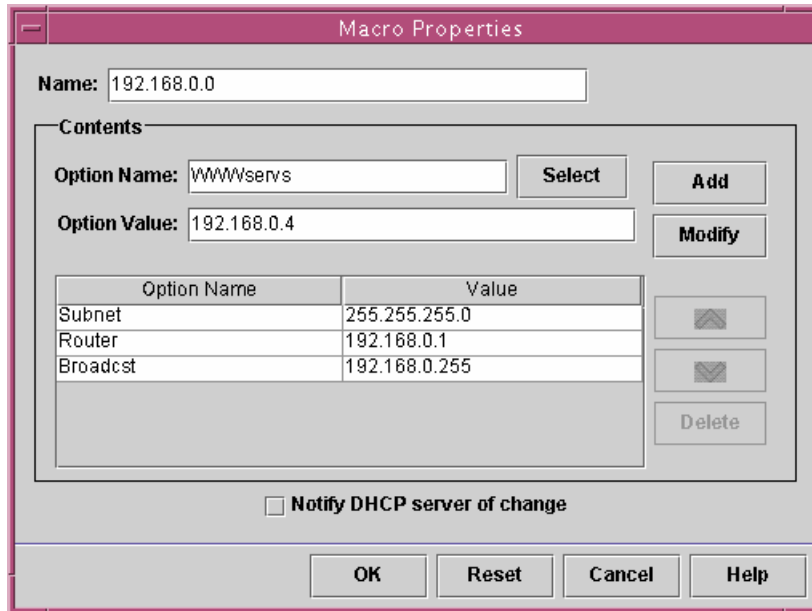 Macro Properties
Name: 192.168.0.0
Contents
Option Name: WWWservs Select Add
Option Value: 192.168.0.4 Modify
Option Name Value
Subnet 255.255.255.0
Router 192.168.0.1
Broadcst 192.168.0.255
Delete
Notify DHCP server of change
OK Reset Cancel Help